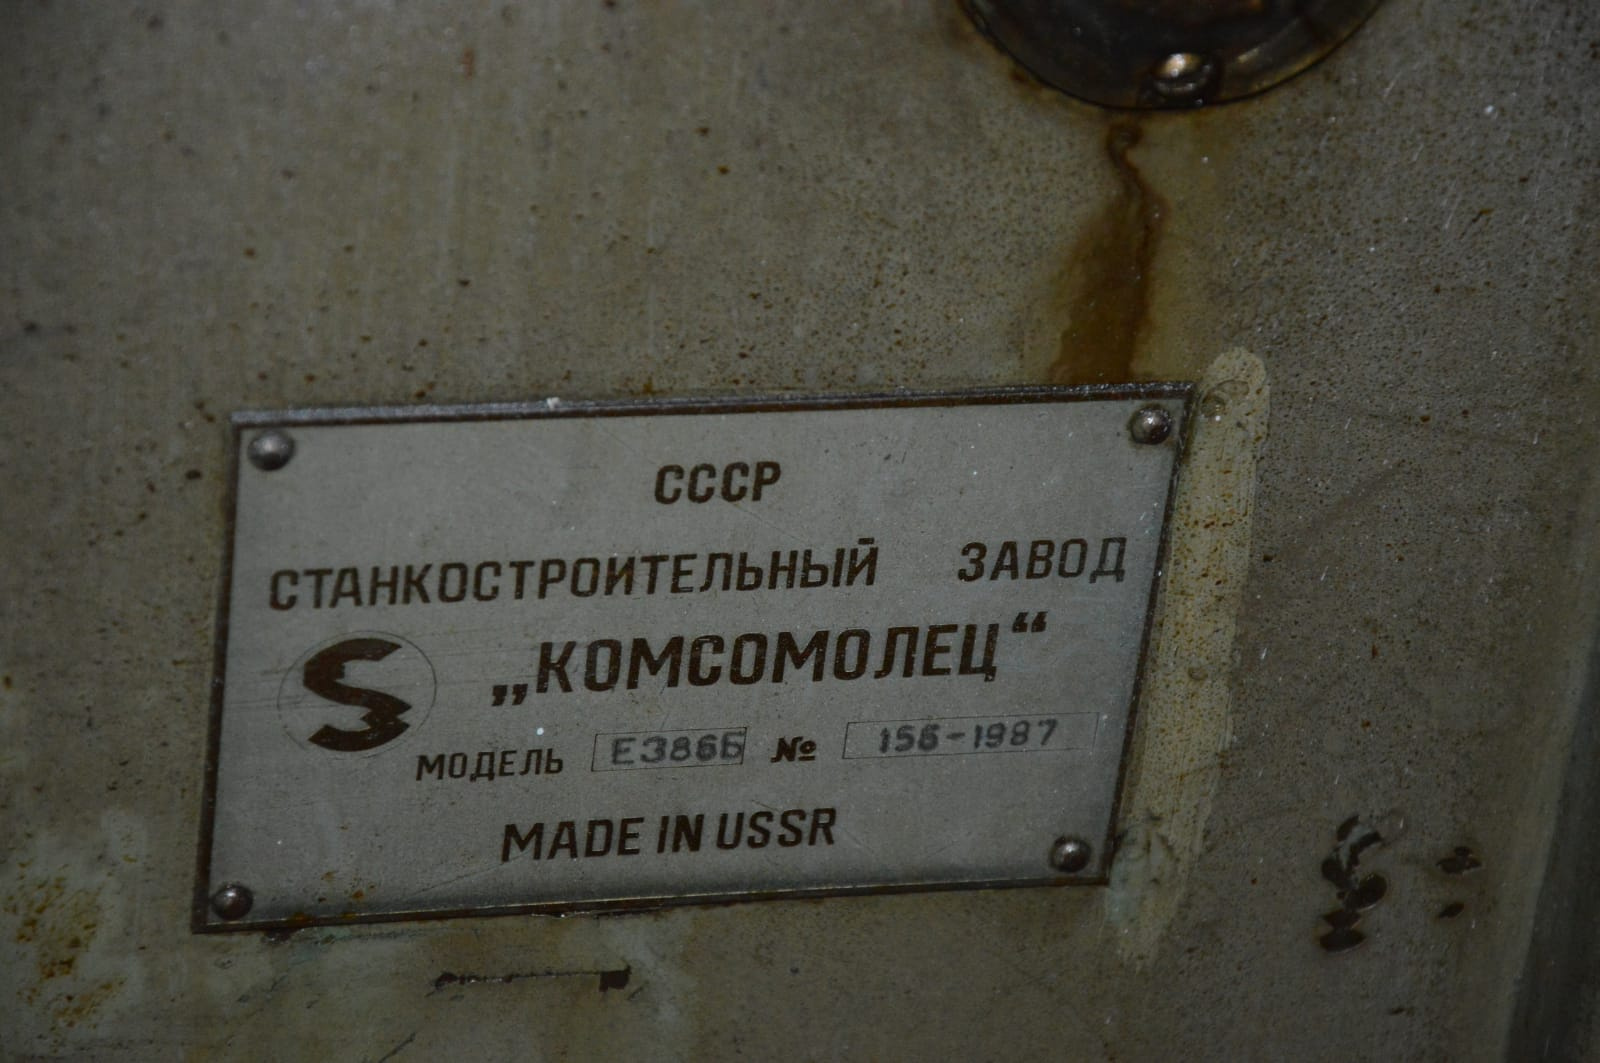 СССР
СТАНКОСТРОИТЕЛЬНЫЙ ЗАВОД
„КОМСОМОЛЕЦ“
МОДЕЛЬ Е386Б № 156-1987
MADE IN USSR